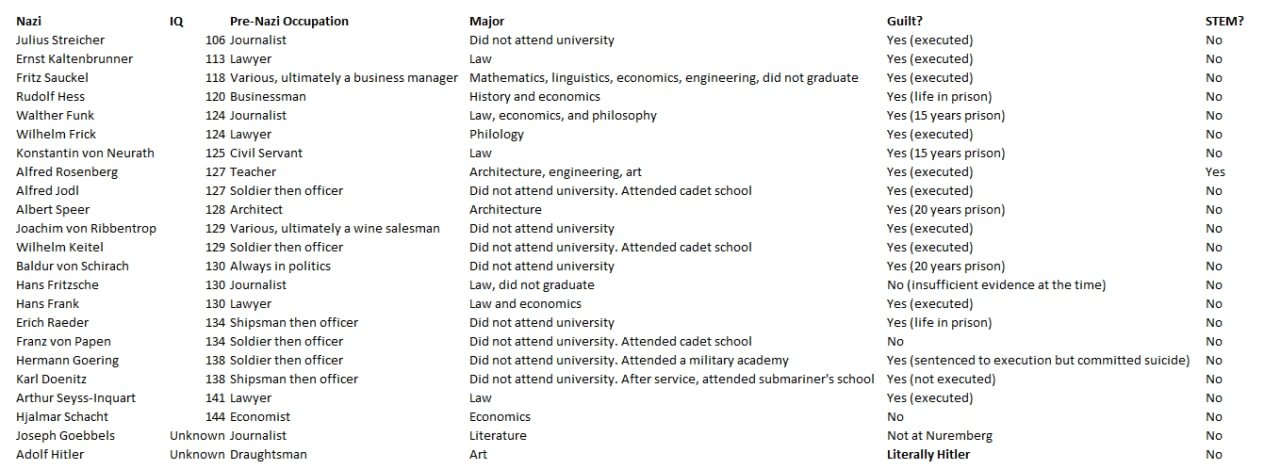 Nazi IQ Pre-Nazi Occupation Major Guilt? STEM?
Julius Streicher 106 Journalist Did not attend university Yes (executed) No
Ernst Kaltenbrunner 113 Lawyer Law Yes (executed) No
Fritz Sauckel 118 Various, ultimately a business manager Mathematics, linguistics, economics, engineering, did not graduate Yes (executed) No
Rudolf Hess 120 Businessman History and economics Yes (life in prison) No
Walther Funk 124 Journalist Law, economics, and philosophy Yes (15 years prison) No
Wilhelm Frick 124 Lawyer Philology Yes (executed) No
Konstantin von Neurath 125 Civil Servant Law Yes (15 years prison) No
Alfred Rosenberg 127 Teacher Architecture, engineering, art Yes (executed) Yes
Alfred Jodl 127 Soldier then officer Did not attend university. Attended cadet school Yes (executed) No
Albert Speer 128 Architect Architecture Yes (20 years prison) No
Joachim von Ribbentrop 129 Various, ultimately a wine salesman Did not attend university Yes (executed) No
Wilhelm Keitel 129 Soldier then officer Did not attend university. Attended cadet school Yes (executed) No
Baldur von Schirach 130 Always in politics Did not attend university Yes (20 years prison) No
Hans Fritzsche 130 Journalist Law, did not graduate No (insufficient evidence at the time) No
Hans Frank 130 Lawyer Law and economics Yes (executed) No
Erich Raeder 134 Shipsman then officer Did not attend university Yes (life in prison) No
Franz von Papen 134 Soldier then officer Did not attend university. Attended cadet school No No
Hermann Goering 138 Soldier then officer Did not attend university. Attended a military academy Yes (sentenced to execution but committed suicide) No
Karl Doenitz 138 Shipsman then officer Did not attend university. After service, attended submariner's school Yes (not executed) No
Arthur Seyss-Inquart 141 Lawyer Law Yes (executed) No
Hjalmar Schacht 144 Economist Economics No No
Joseph Goebbels Unknown Journalist Literature Not at Nuremberg No
Adolf Hitler Unknown Draughtsman Art Literally Hitler No